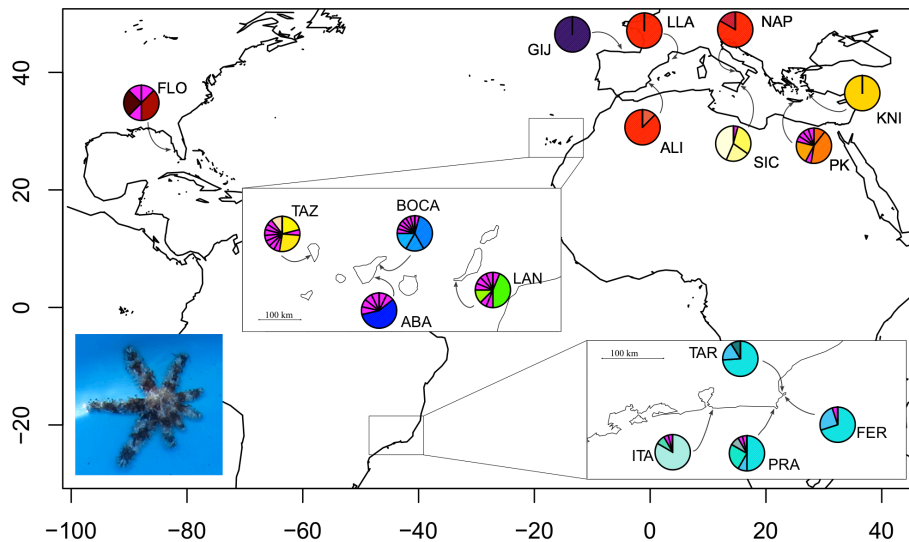 GIJ
LLA
NAP
FLO
KNI
ALI
SIC
PK
TAZ
BOCA
LAN
ABA
100 km
TAR
100 km
FER
ITA
PRA
40
20
0
−20
−100
−80
−60
−40
−20
0
20
40